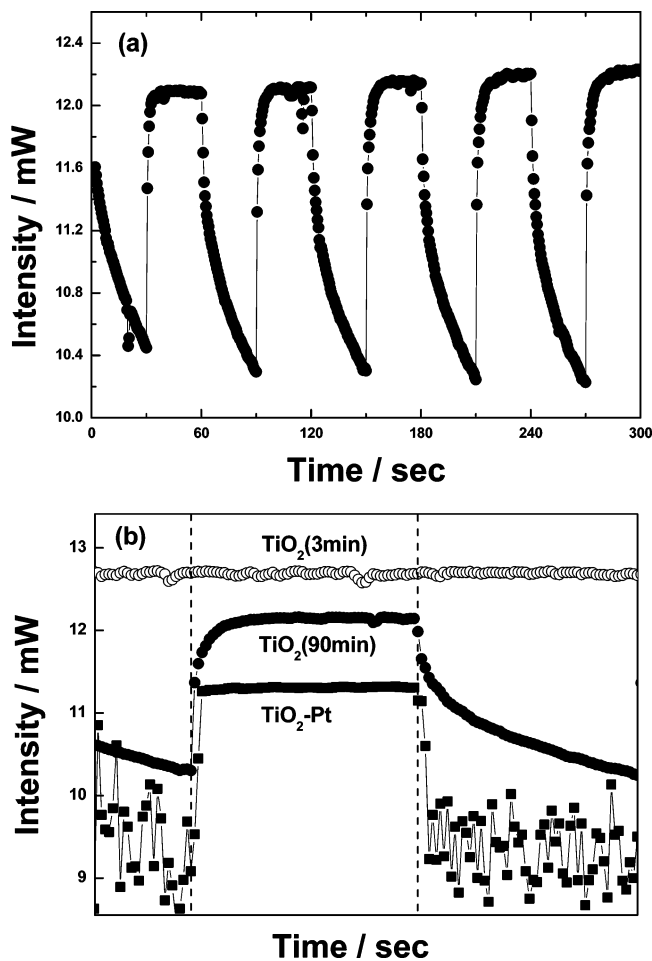 (a)
Intensity / mW
12.4
12.0
11.6
11.2
10.8
10.4
10.0
0 60 120 180 240 300
Time / sec
(b)
Intensity / mW
13
12
11
10
9
TiO2(3min)
TiO2(90min)
TiO2-Pt
Time / sec